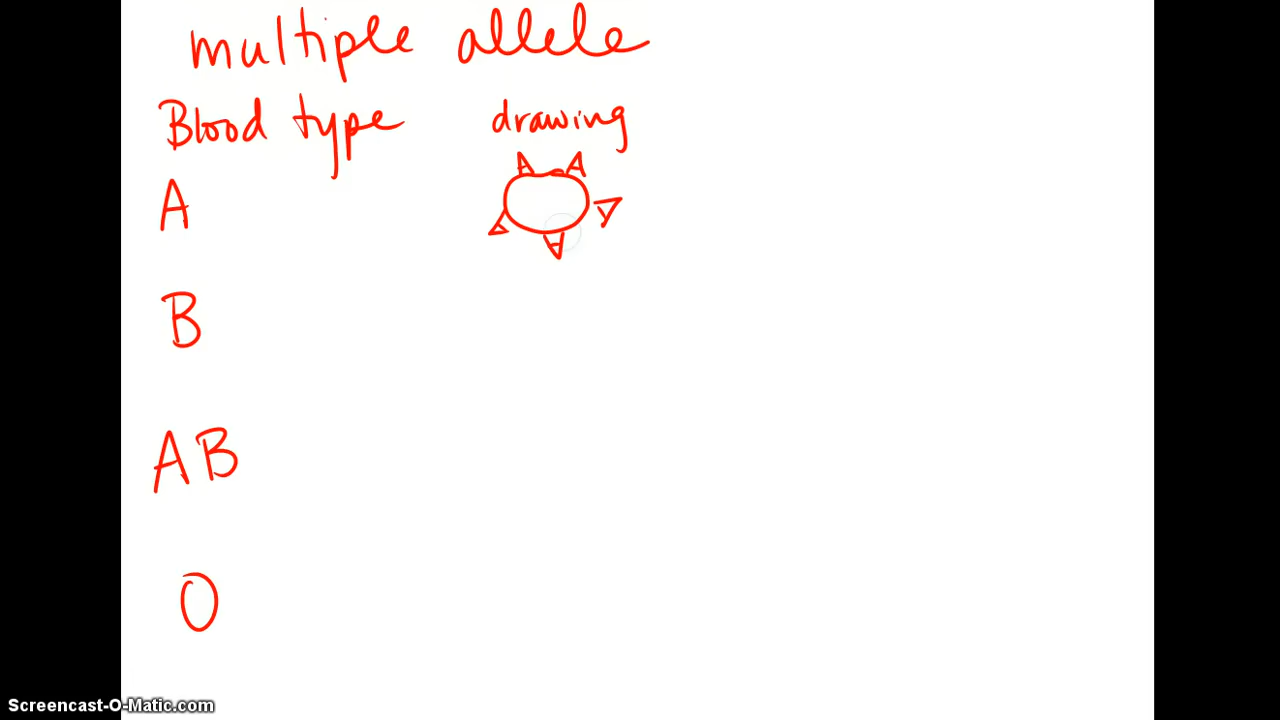 multiple allele
Blood type drawing
A A
A
A A
A
B
AB
O
Screencast-O-Matic.com